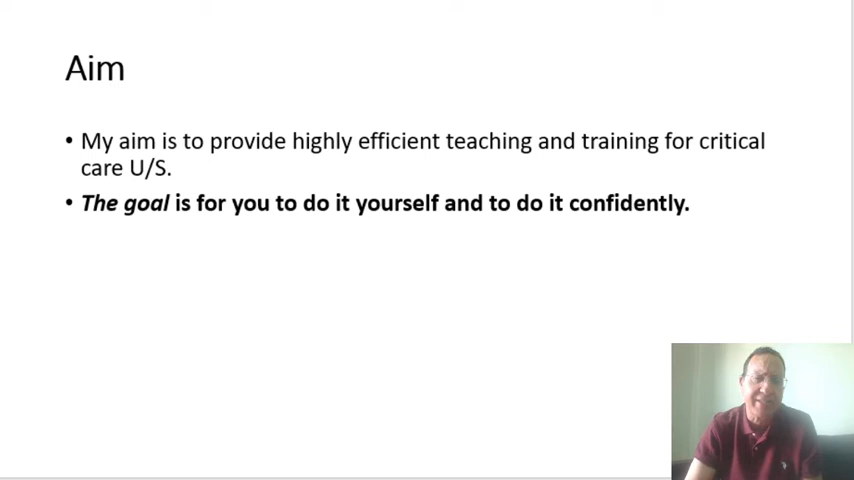 Aim
• My aim is to provide highly efficient teaching and training for critical
care U/S.
• The goal is for you to do it yourself and to do it confidently.